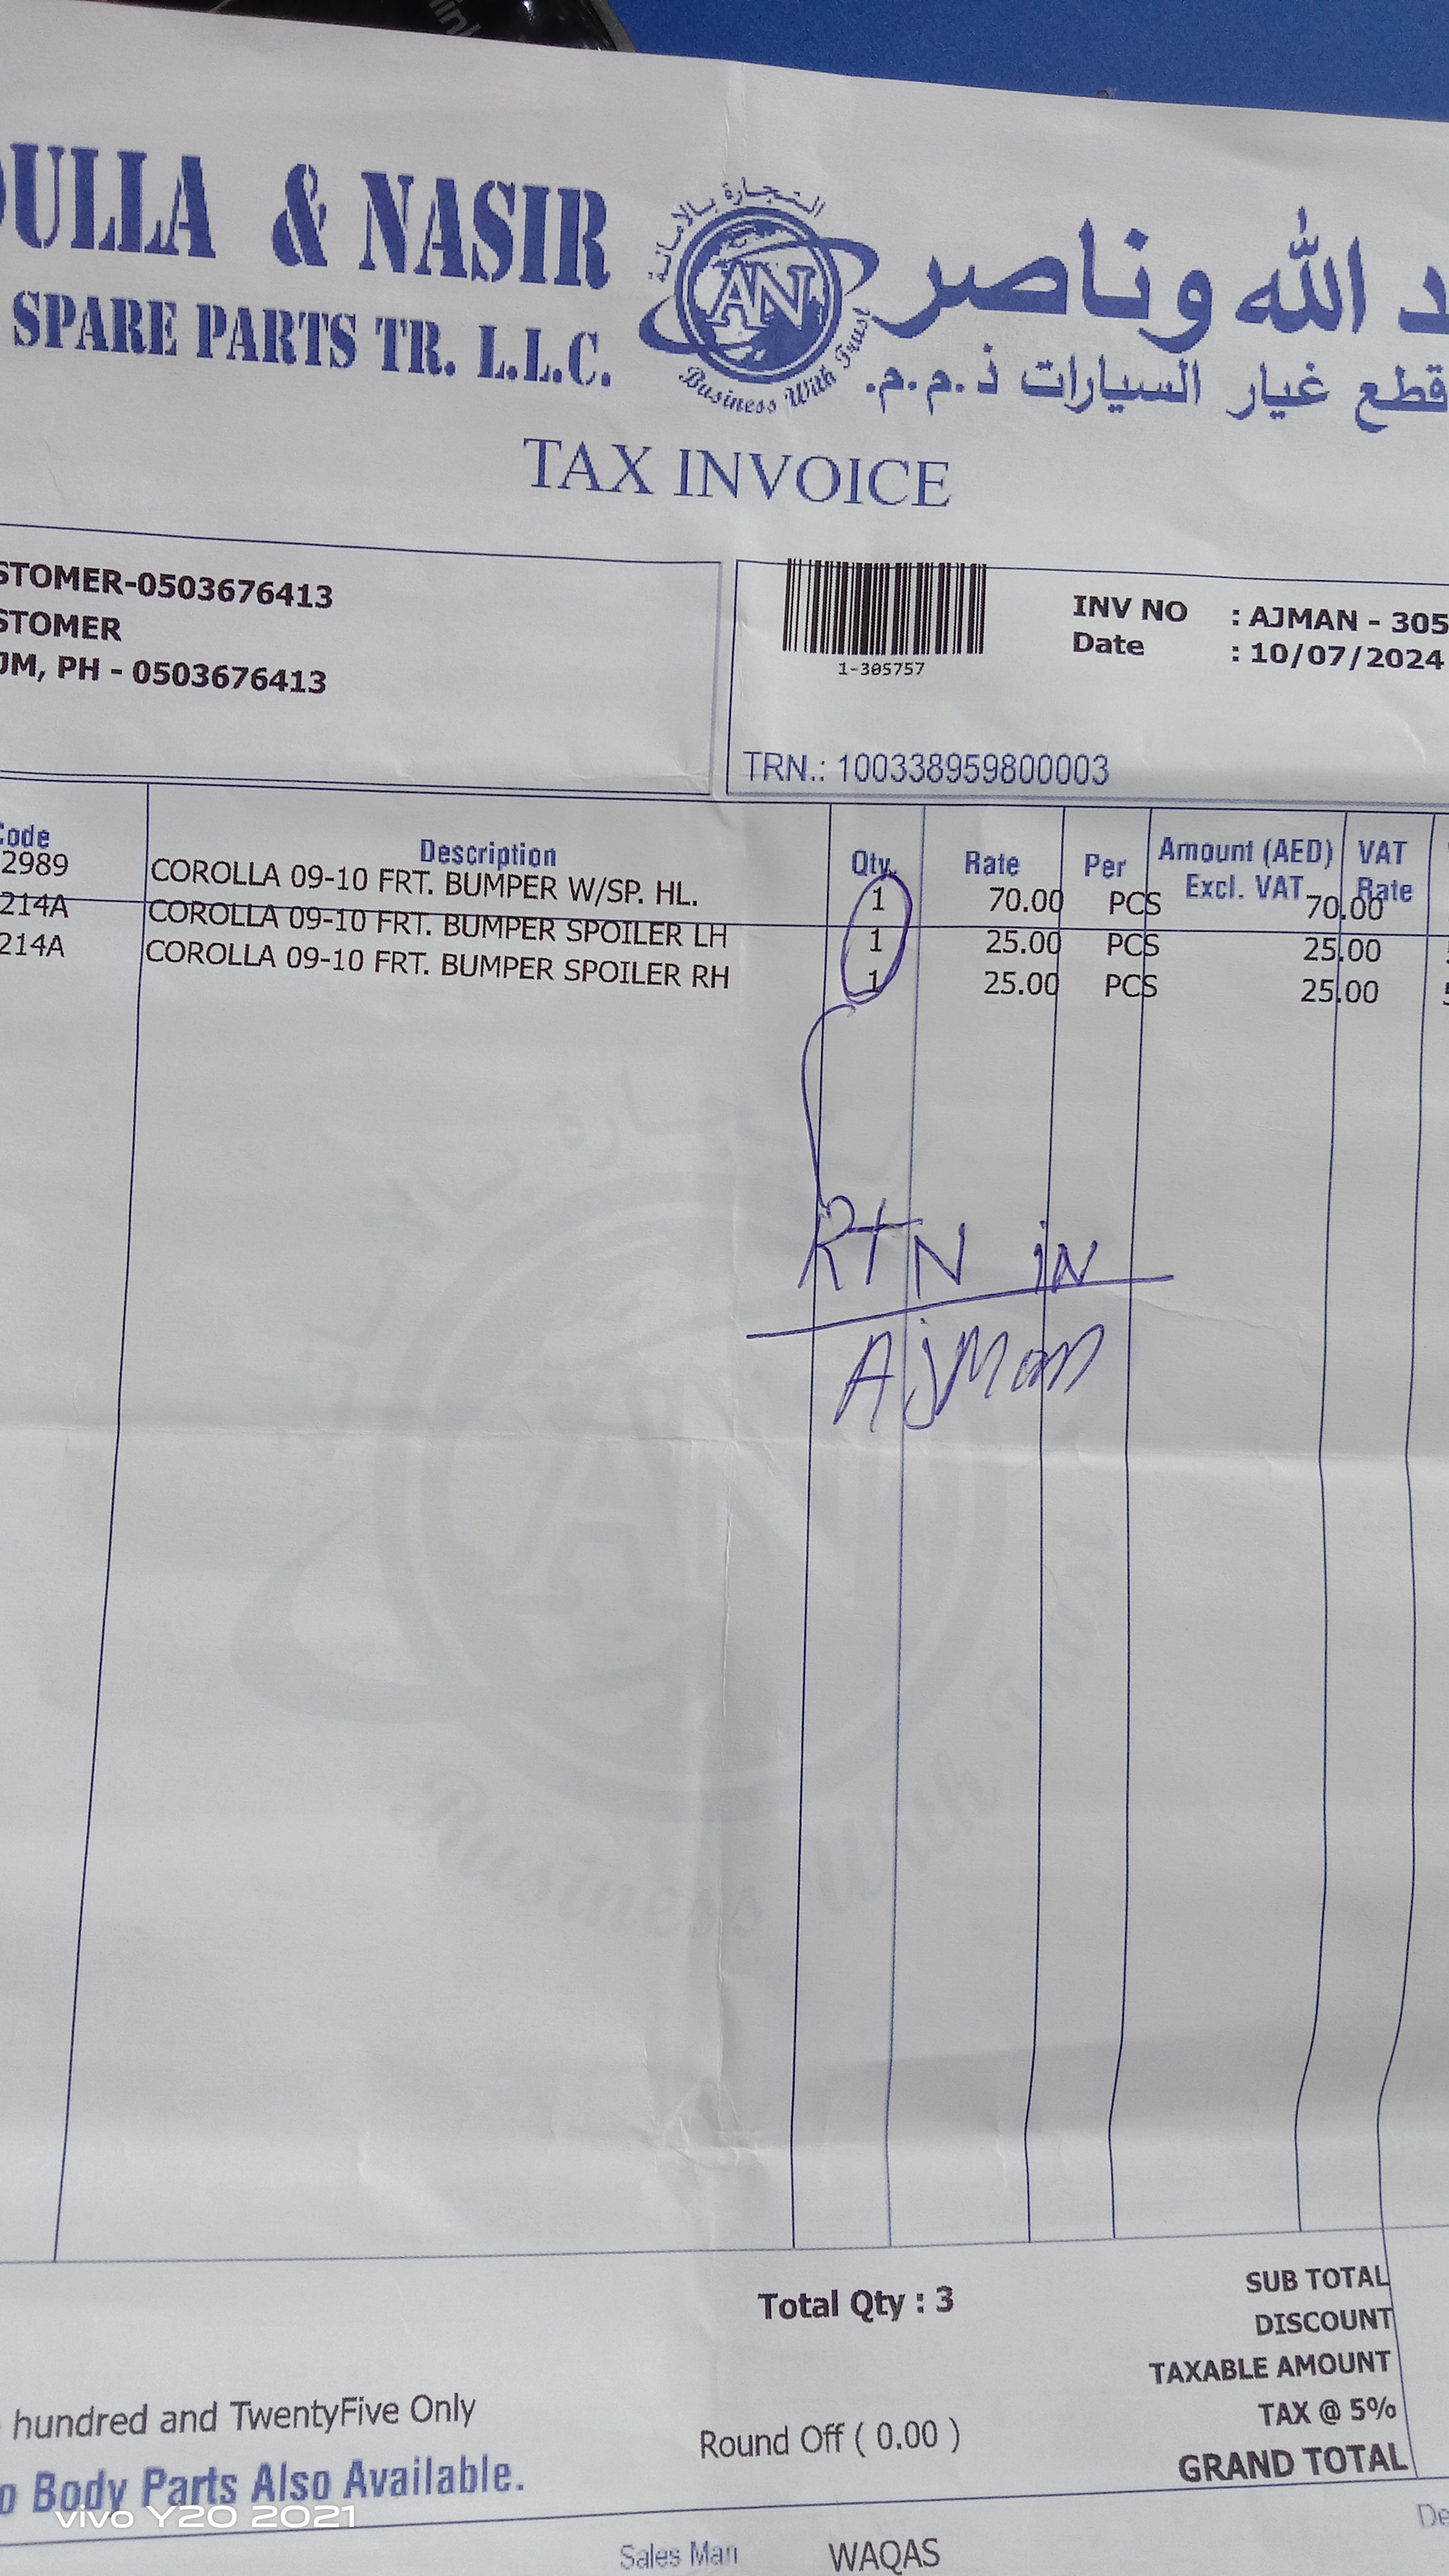 ULLA & NASIR
SPARE PARTS TR. L.L.C.
التجارة بالامانة
AN
Business With Trust
د الله وناصر
قطع غيار السيارات ذ.م.م.
TAX INVOICE
STOMER-0503676413
STOMER
JM, PH - 0503676413
1-305757
INV NO : AJMAN - 305
Date : 10/07/2024
TRN.: 100338959800003
Code Description Qty. Rate Per Amount (AED) Excl. VAT VAT Rate
2989 COROLLA 09-10 FRT. BUMPER W/SP. HL. 1 70.00 PCS 70.00
214A COROLLA 09-10 FRT. BUMPER SPOILER LH 1 25.00 PCS 25.00
214A COROLLA 09-10 FRT. BUMPER SPOILER RH 1 25.00 PCS 25.00
RTN in
Ajman
AN
Business With Trust
Total Qty : 3
SUB TOTAL
DISCOUNT
TAXABLE AMOUNT
TAX @ 5%
GRAND TOTAL
hundred and TwentyFive Only
Round Off ( 0.00 )
o Body Parts Also Available.
vivo Y20 2021
Sales Man WAQAS
De